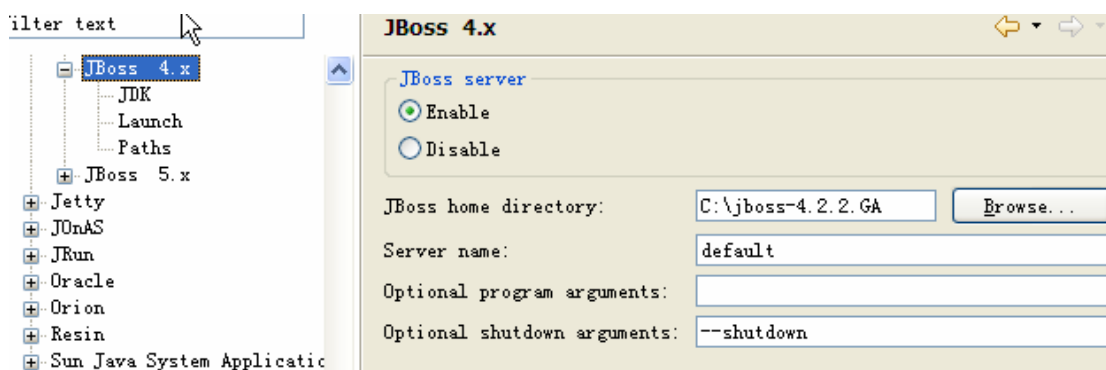 filter text
JBoss 4.x
JDK
Launch
Paths
JBoss 5.x
Jetty
JOnAS
JRun
Oracle
Orion
Resin
Sun Java System Applicatic
JBoss 4.x
JBoss server
Enable
Disable
JBoss home directory: C:\jboss-4.2.2.GA Browse...
Server name: default
Optional program arguments:
Optional shutdown arguments: --shutdown